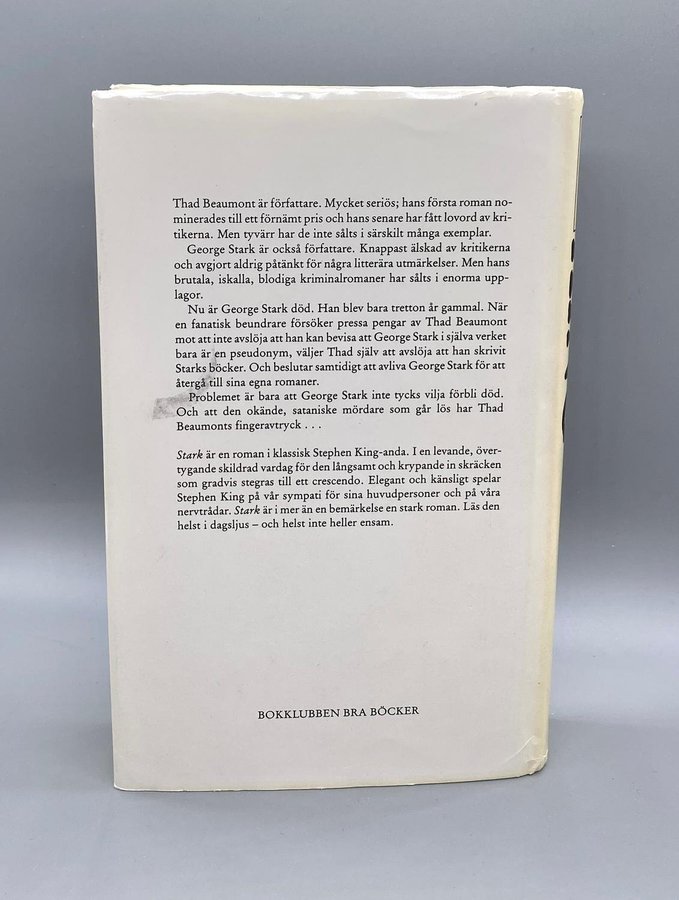 Thad Beaumont är författare. Mycket seriös; hans första roman no-
minerades till ett förnämt pris och hans senare har fått lovord av kri-
tikerna. Men tyvärr har de inte sålts i särskilt många exemplar.
George Stark är också författare. Knappast älskad av kritikerna
och avgjort aldrig påtänkt för några litterära utmärkelser. Men hans
brutala, iskalla, blodiga kriminalromaner har sålts i enorma upp-
lagor.
Nu är George Stark död. Han blev bara tretton år gammal. När
en fanatisk beundrare försöker pressa pengar av Thad Beaumont
mot att inte avslöja att han kan bevisa att George Stark i själva verket
bara är en pseudonym, väljer Thad själv att avslöja att han skrivit
Starks böcker. Och beslutar samtidigt att avliva George Stark för att
återgå till sina egna romaner.
Problemet är bara att George Stark inte tycks vilja förbli död.
Och att den okände, sataniske mördare som går lös har Thad
Beaumonts fingeravtryck . . .
Stark är en roman i klassisk Stephen King-anda. I en levande, över-
tygande skildrad vardag för den långsamt och krypande in skräcken
som gradvis stegras till ett crescendo. Elegant och känsligt spelar
Stephen King på vår sympati för sina huvudpersoner och på våra
nervtrådar. Stark är i mer än en bemärkelse en stark roman. Läs den
helst i dagsljus – och helst inte heller ensam.
BOKKLUBBEN BRA BÖCKER